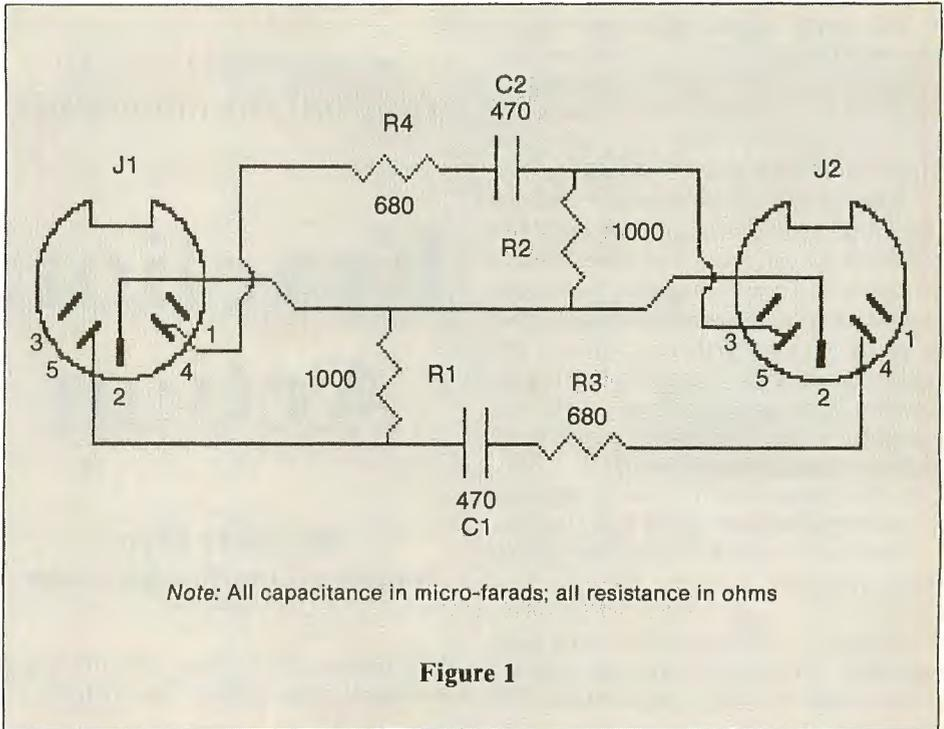 C2
470
R4
680
J1
J2
R2
1000
3
5
2
4
1
3
5
2
4
1
1000
R1
R3
680
470
C1
Note: All capacitance in micro-farads; all resistance in ohms
Figure 1